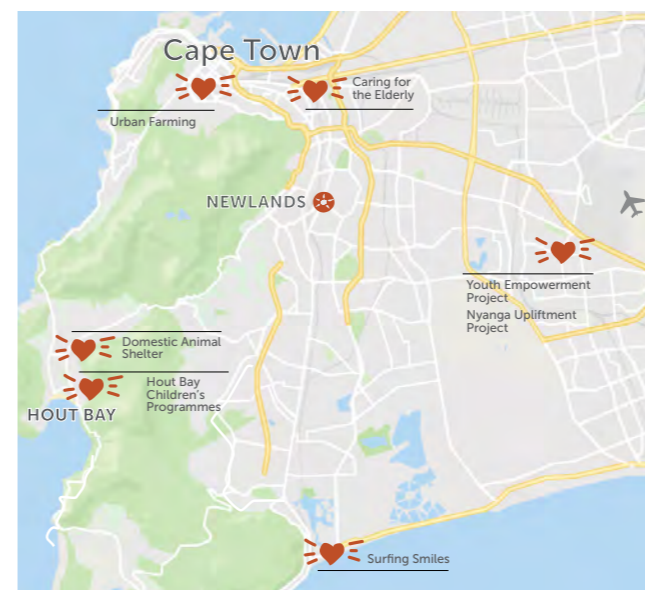 Cape Town
Caring for
the Elderly
Urban Farming
NEWLANDS
Youth Empowerment
Project
Nyanga Upliftment
Project
Domestic Animal
Shelter
Hout Bay
Children's
Programmes
HOUT BAY
Surfing Smiles